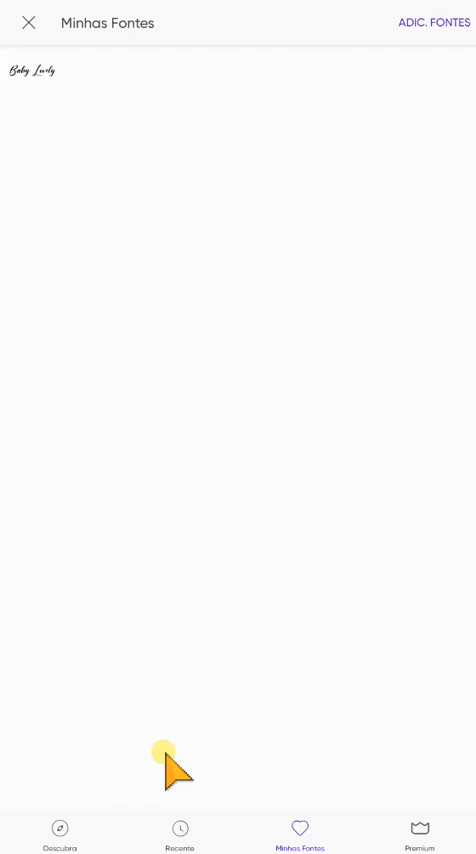 Minhas Fontes
ADIC. FONTES
Baby Lovely
Descubra
Recente
Minhas Fontes
Premium